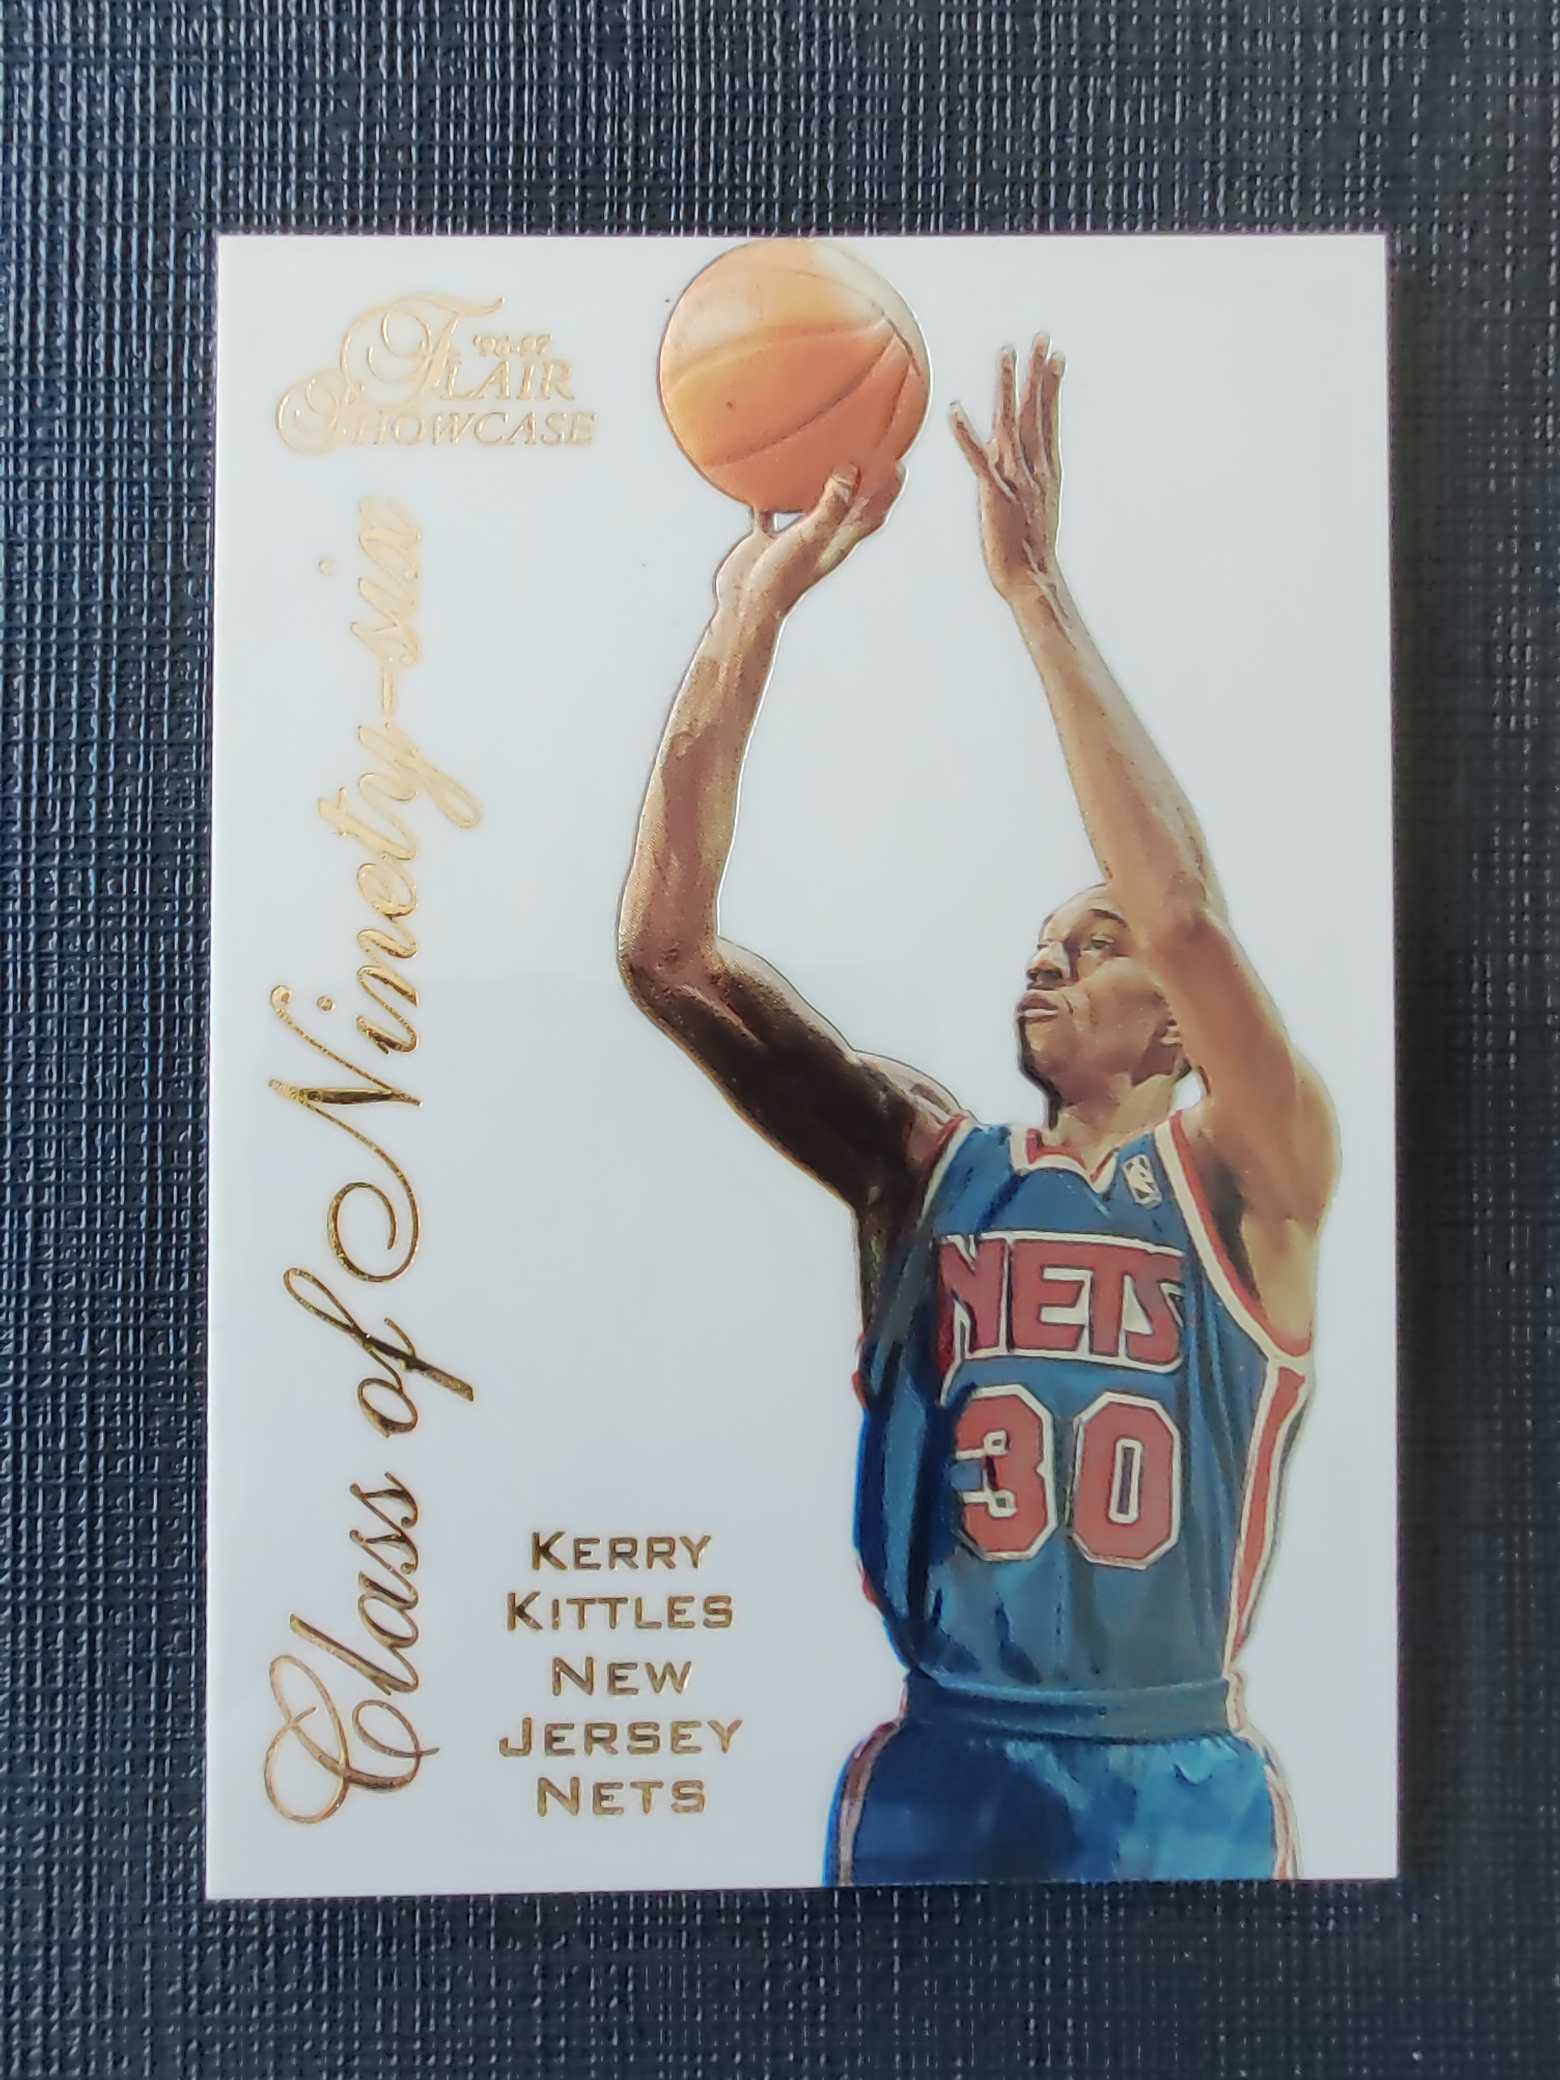 '96-97
FLAIR
SHOWCASE
Class of Ninety-six
KERRY
KITTLES
NEW
JERSEY
NETS
NETS
30